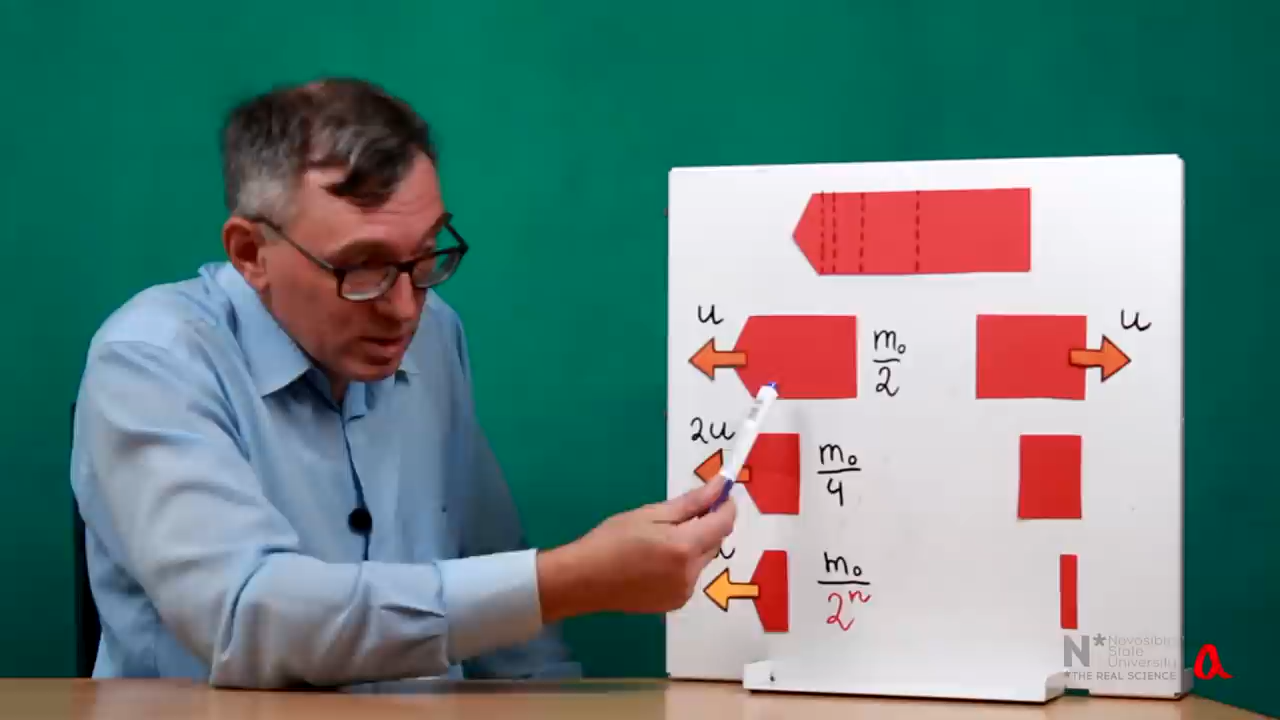 u
m₀
2
u
2u
m₀
4
m₀
2ⁿ
N* Novosibirsk
State
University
*THE REAL SCIENCE
a